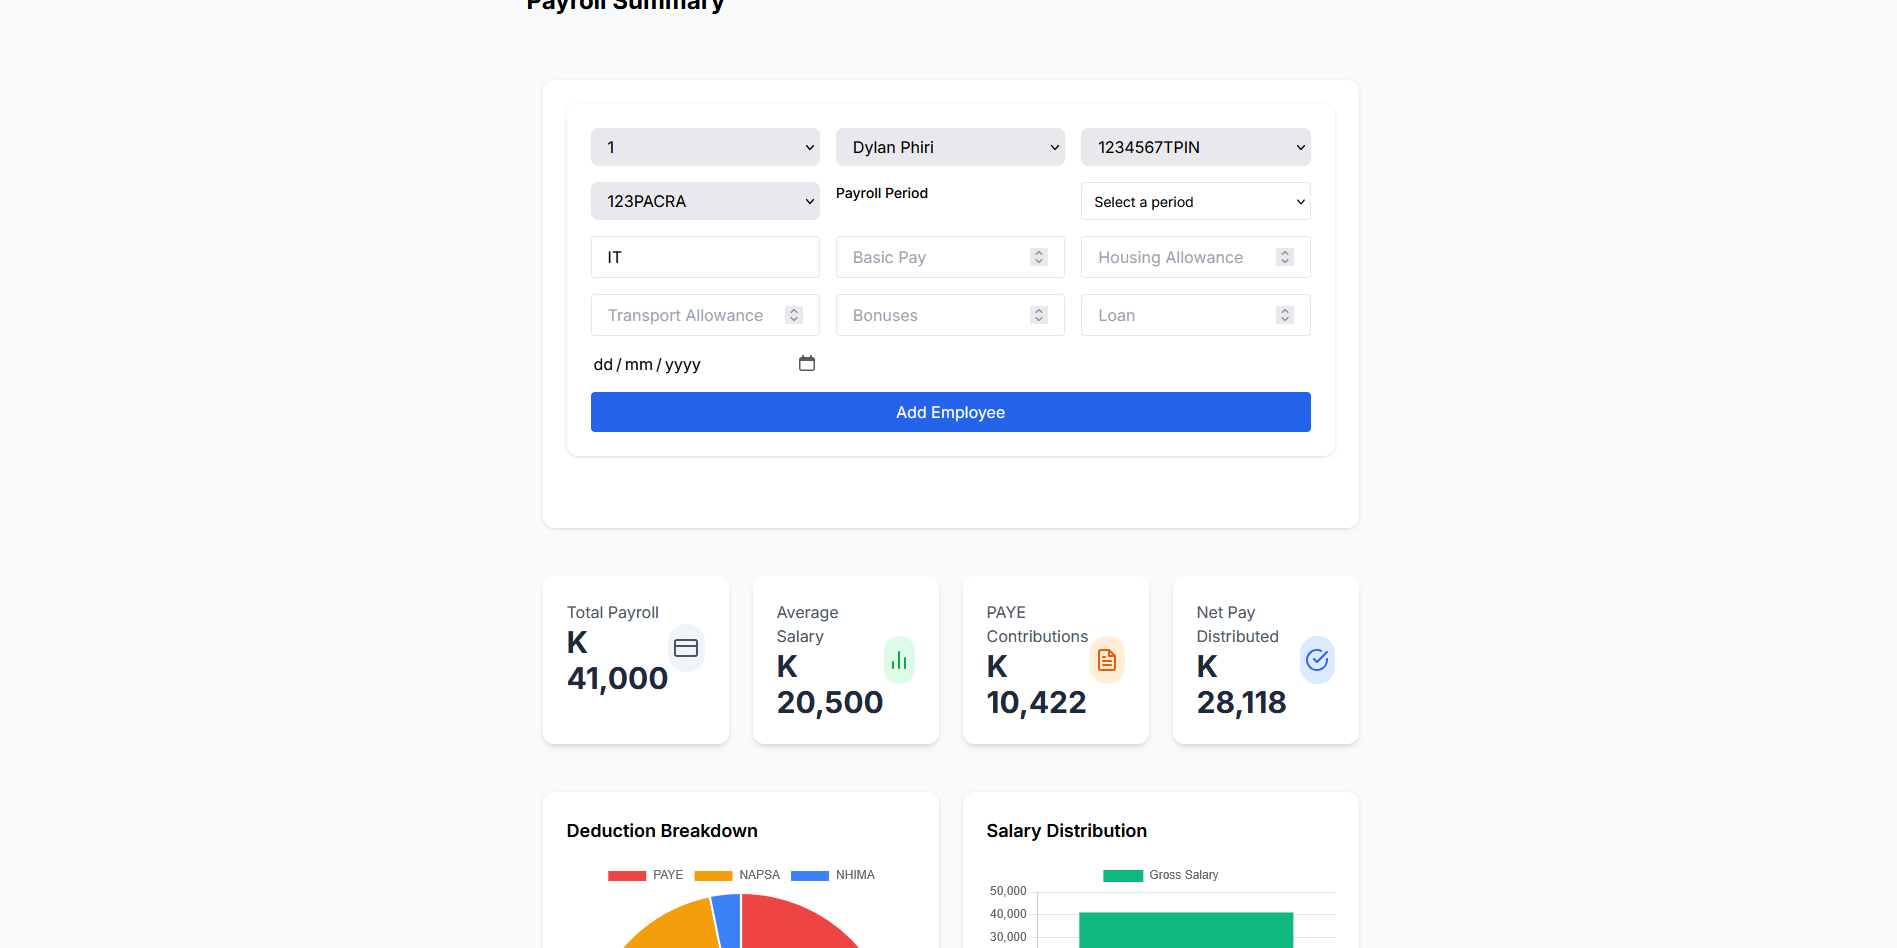 Payroll Summary
1
Dylan Phiri
1234567TPIN
123PACRA
Payroll Period
Select a period
IT
Basic Pay
Housing Allowance
Transport Allowance
Bonuses
Loan
dd/mm/yyyy
Add Employee
Total Payroll
K
41,000
Average
Salary
K
20,500
PAYE
Contributions
K
10,422
Net Pay
Distributed
K
28,118
Deduction Breakdown
PAYE
NAPSA
NHIMA
Salary Distribution
Gross Salary
50,000
40,000
30,000